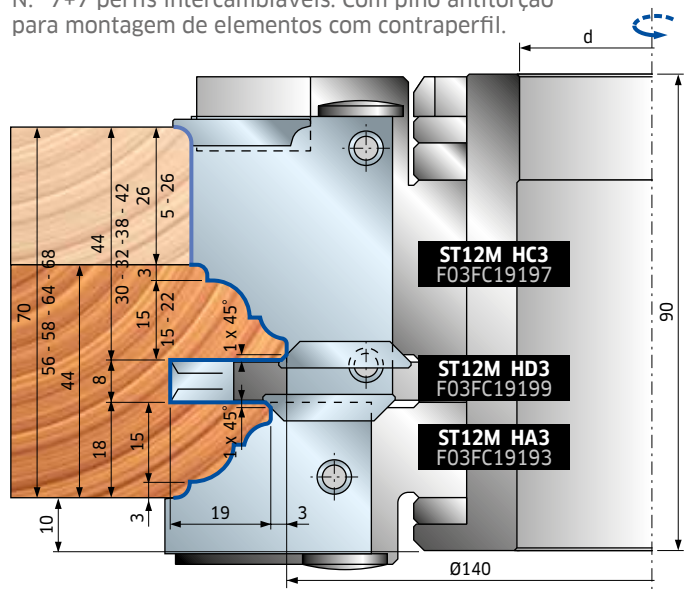 N.° 7+7 perfis intercambiáveis. Com pino antitorção
para montagem de elementos com contraperfil.
d
26
5 - 26
44
30 - 32 -38 - 42
3
15
15 - 22
1 x 45°
70
56 - 58 - 64 - 68
44
8
18
15
1 x 45°
3
10
19
3
Ø140
90
ST12M HC3
F03FC19197
ST12M HD3
F03FC19199
ST12M HA3
F03FC19193